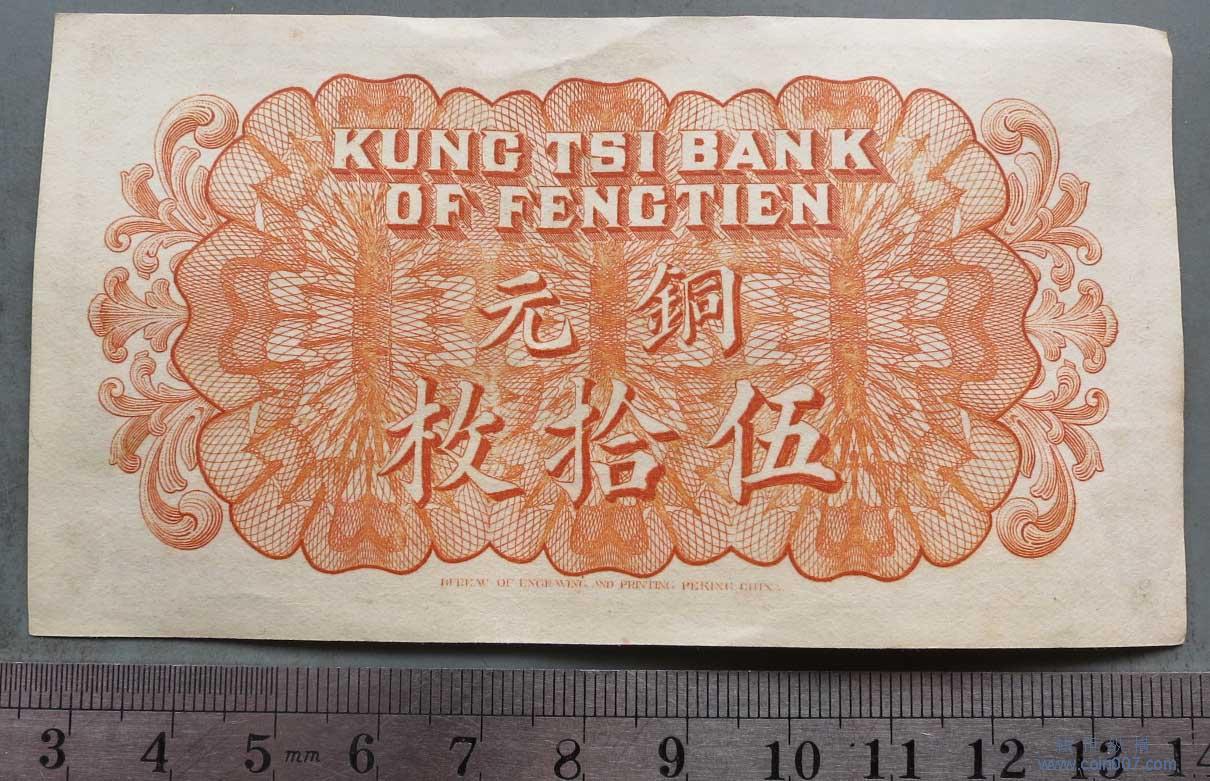 KUNG TSI BANK
OF FENGTIEN
銅元
伍拾枚
BUREAU OF ENGRAVING AND PRINTING PEKING CHINA.
3 4 5 mm 6 7 8 9 10 11 12 13 14
www.coin007.com